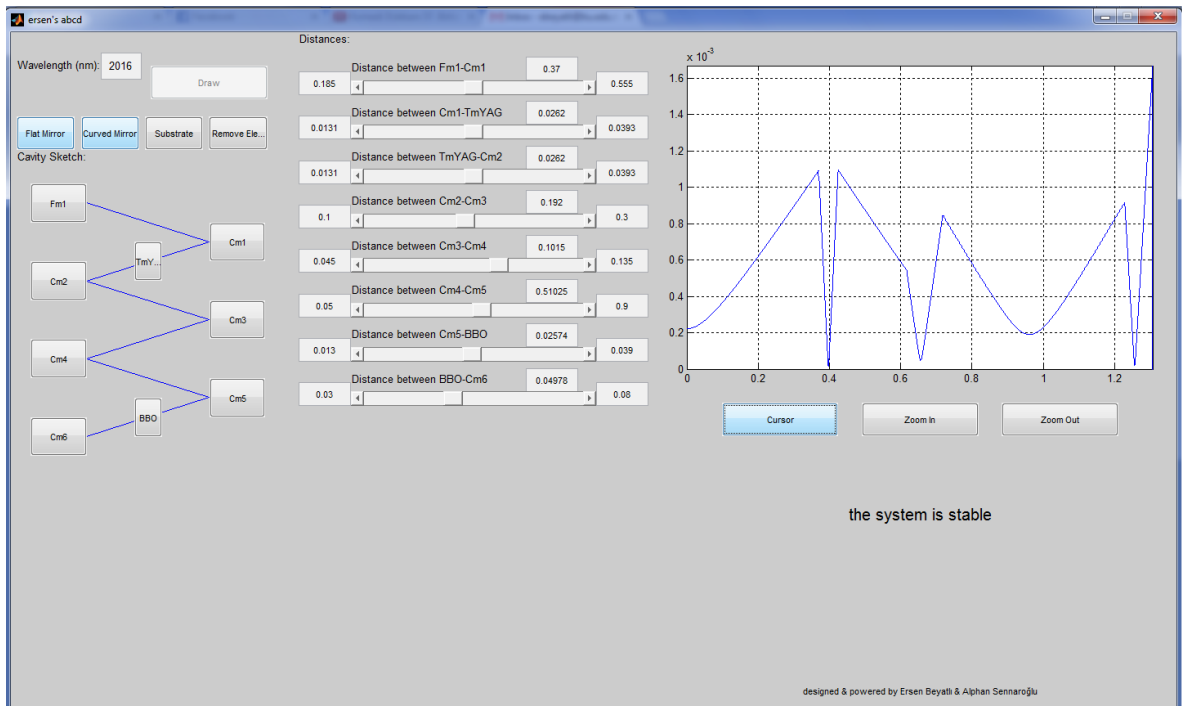 ersen's abcd
Wavelength (nm): 2016
Draw
Flat Mirror Curved Mirror Substrate Remove Ele...
Cavity Sketch:
Fm1
Cm1
TmY...
Cm2
Cm3
Cm4
Cm5
BBO
Cm6
Distances:
Distance between Fm1-Cm1 0.37
0.185 0.555
Distance between Cm1-TmYAG 0.0262
0.0131 0.0393
Distance between TmYAG-Cm2 0.0262
0.0131 0.0393
Distance between Cm2-Cm3 0.192
0.1 0.3
Distance between Cm3-Cm4 0.1015
0.045 0.135
Distance between Cm4-Cm5 0.51025
0.05 0.9
Distance between Cm5-BBO 0.02574
0.013 0.039
Distance between BBO-Cm6 0.04978
0.03 0.08
x 10⁻³
1.6
1.4
1.2
1
0.8
0.6
0.4
0.2
0
0 0.2 0.4 0.6 0.8 1 1.2
Cursor Zoom In Zoom Out
the system is stable
designed & powered by Ersen Beyatlı & Alphan Sennaroğlu